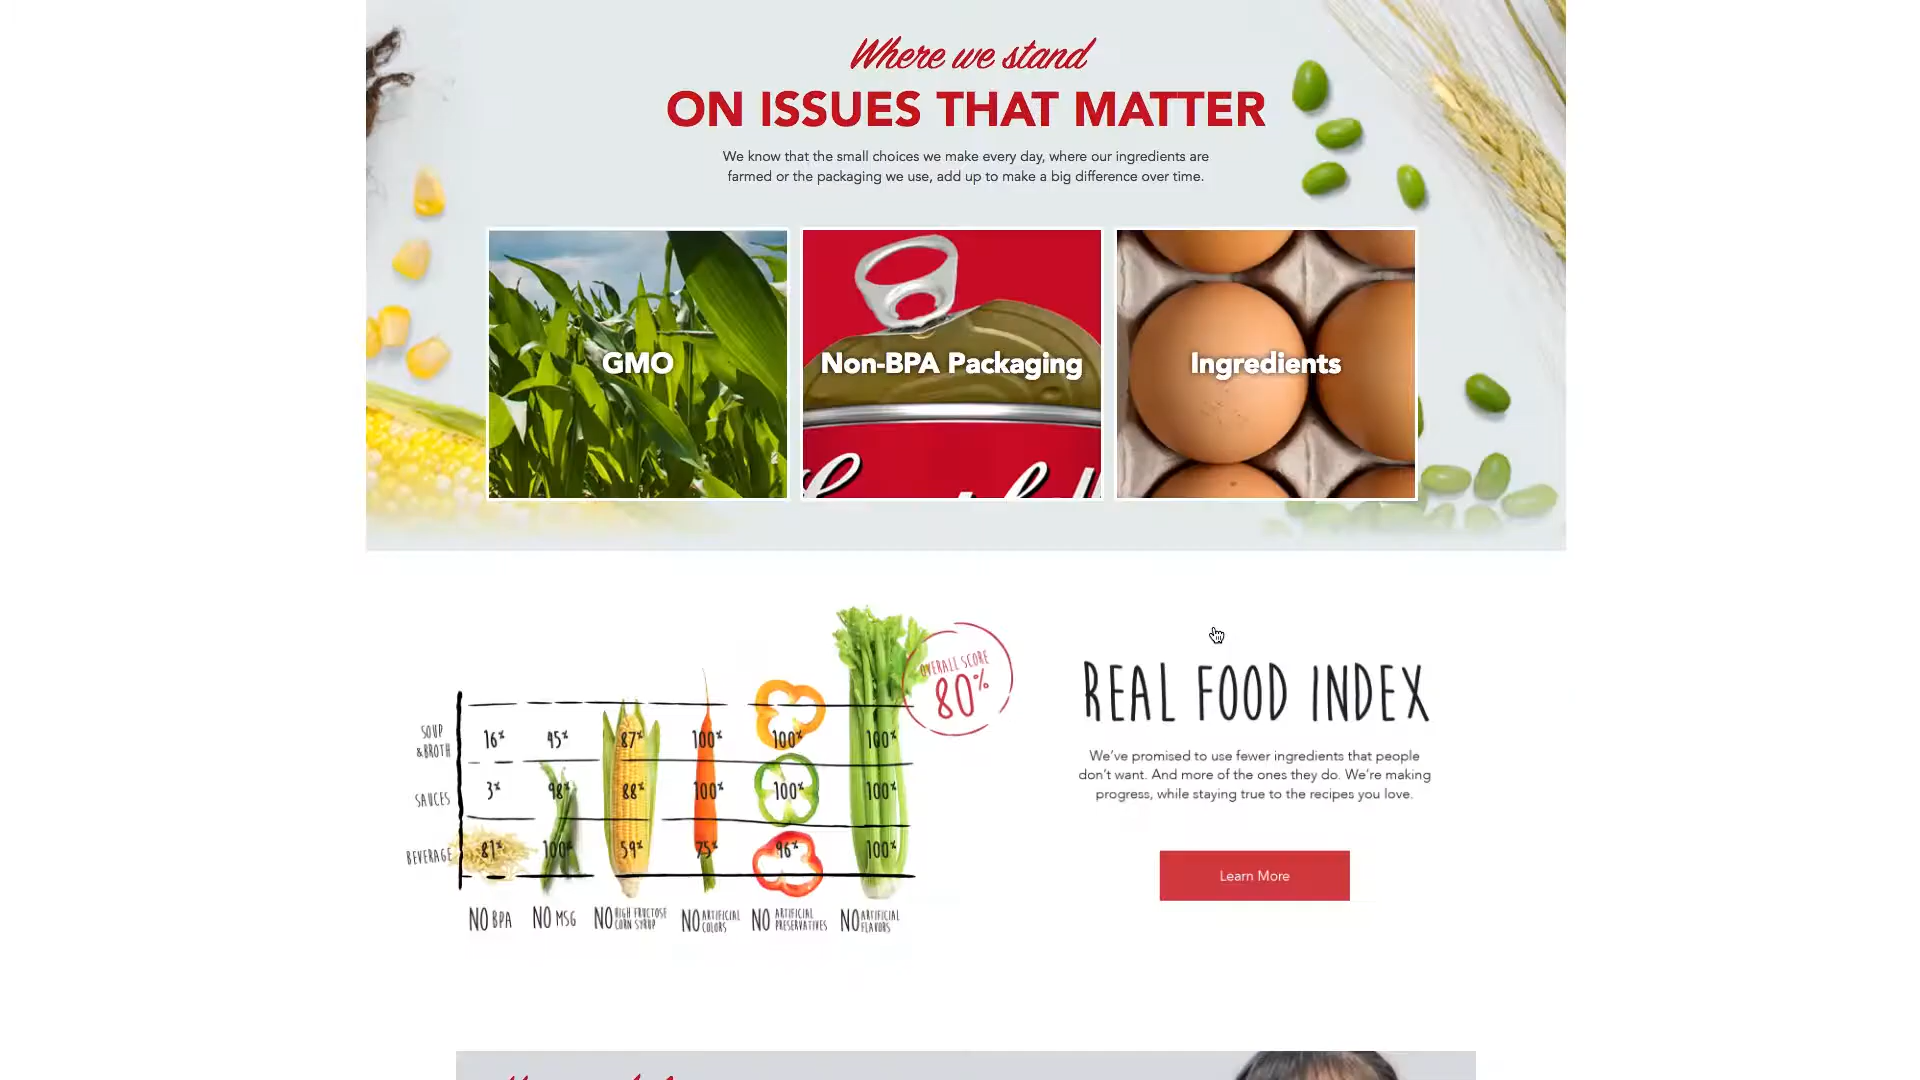 Where we stand
ON ISSUES THAT MATTER
We know that the small choices we make every day, where our ingredients are
farmed or the packaging we use, add up to make a big difference over time.
GMO
Non-BPA Packaging
Ingredients
OVERALL SCORE
80%
SOUP
& BROTH
16% 45% 87% 100% 100% 100%
SAUCES
3% 98% 88% 100% 100% 100%
BEVERAGE
81% 100% 59% 75% 96% 100%
NO BPA
NO MSG
NO HIGH FRUCTOSE
CORN SYRUP
NO ARTIFICIAL
COLORS
NO ARTIFICIAL
PRESERVATIVES
NO ARTIFICIAL
FLAVORS
REAL FOOD INDEX
We've promised to use fewer ingredients that people
don't want. And more of the ones they do. We're making
progress, while staying true to the recipes you love.
Learn More